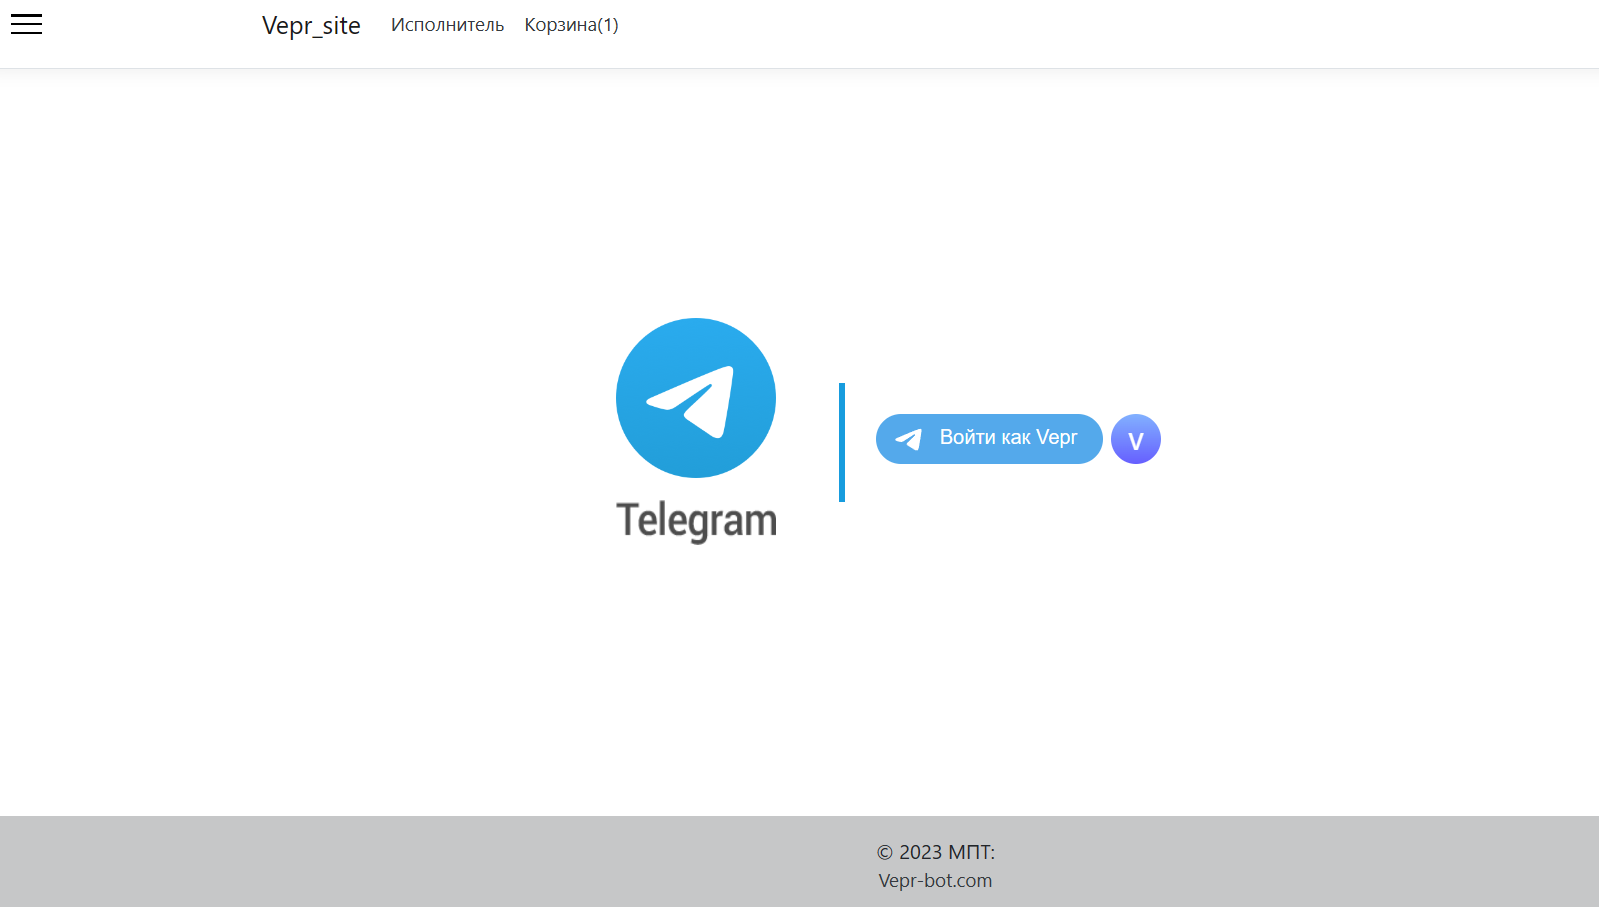 Vepr_site Исполнитель Корзина(1)
Telegram
Войти как Vepr V
© 2023 МПТ:
Vepr-bot.com